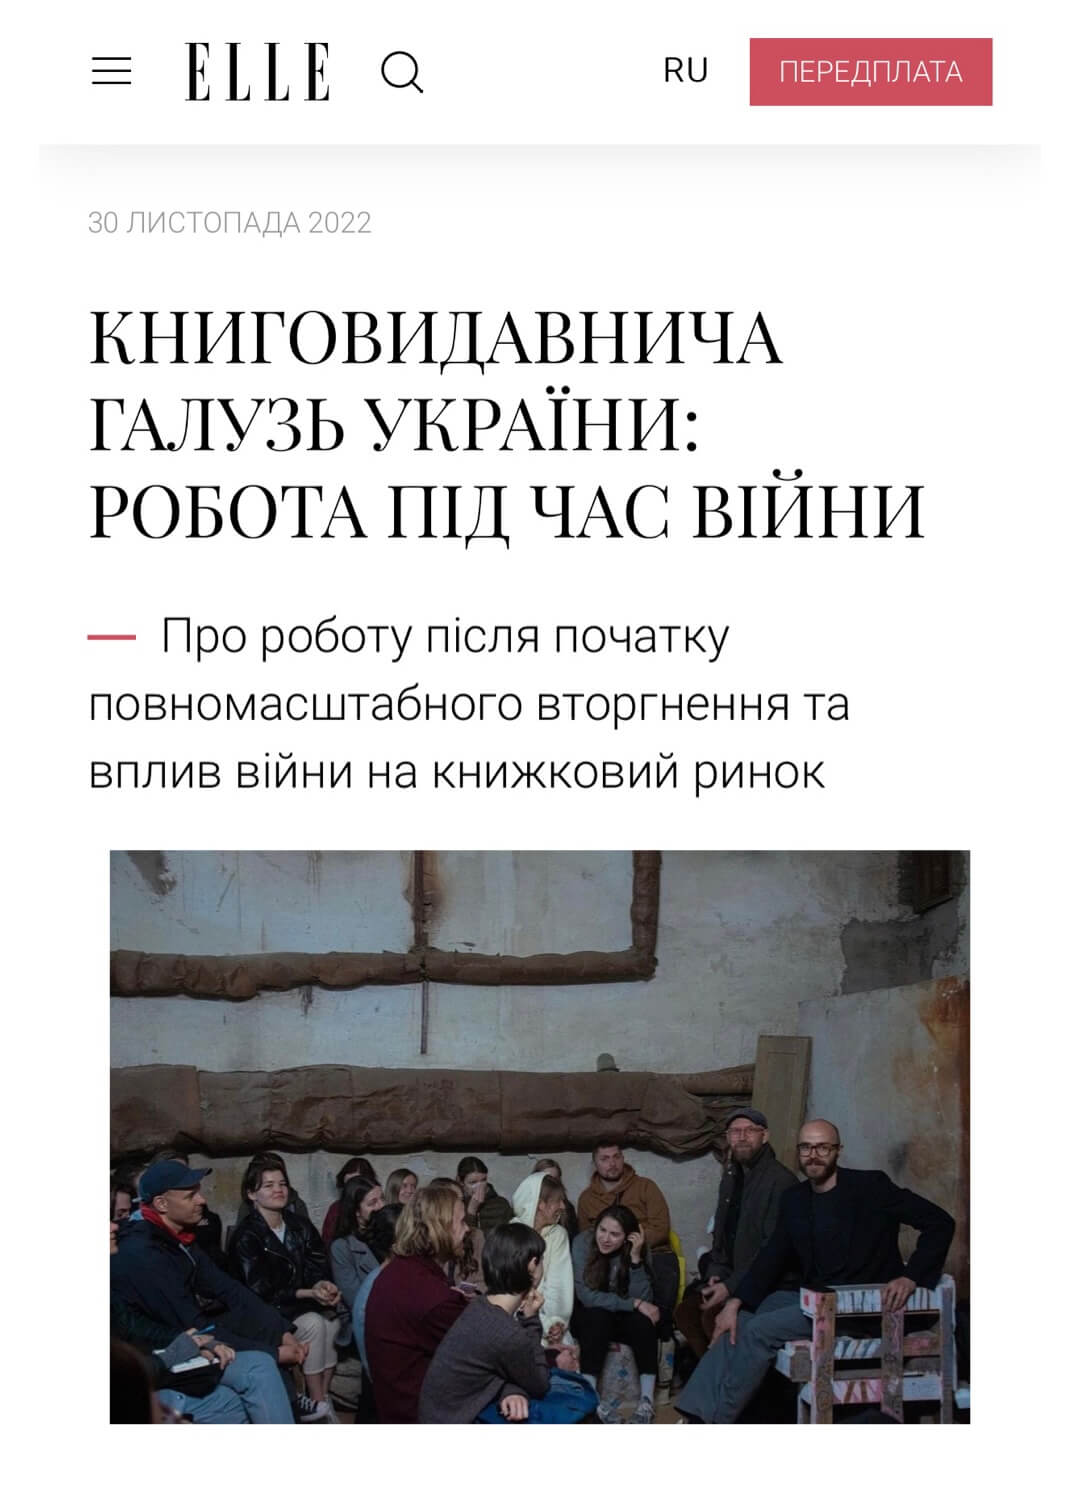 ELLE
RU
ПЕРЕДПЛАТА
30 ЛИСТОПАДА 2022
КНИГОВИДАВНИЧА
ГАЛУЗЬ УКРАЇНИ:
РОБОТА ПІД ЧАС ВІЙНИ
— Про роботу після початку
повномасштабного вторгнення та
вплив війни на книжковий ринок